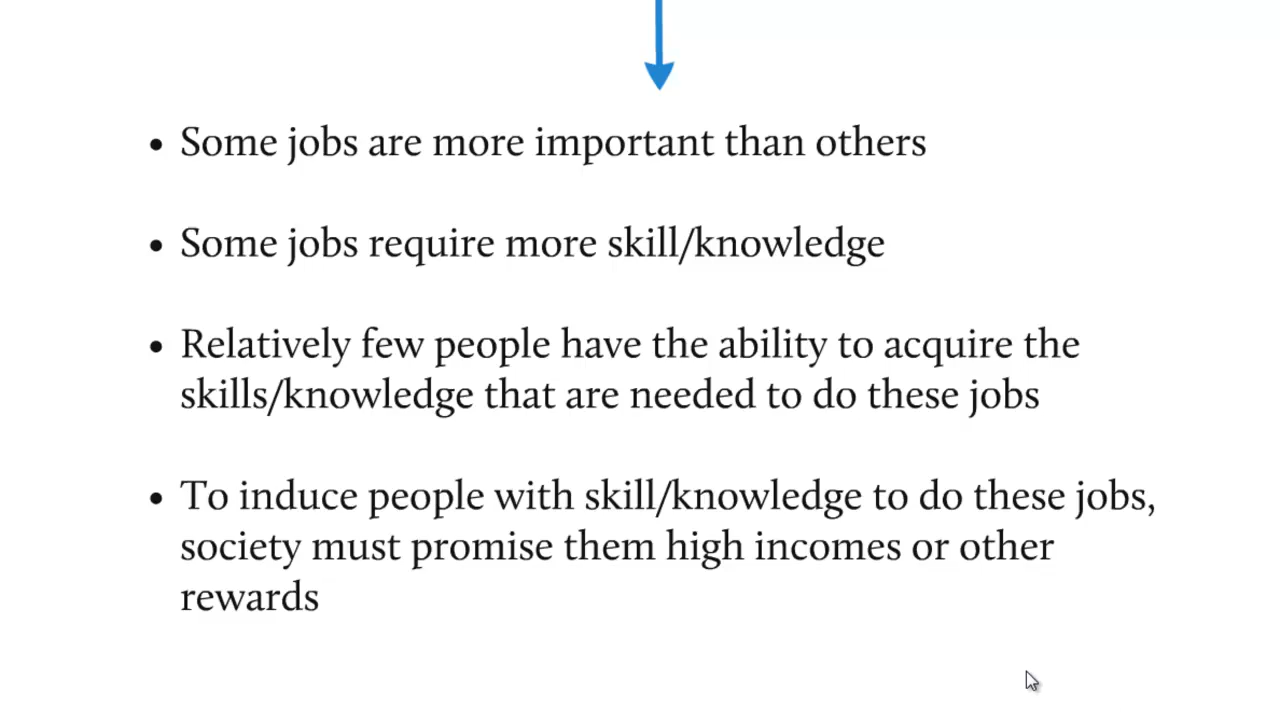 • Some jobs are more important than others
• Some jobs require more skill/knowledge
• Relatively few people have the ability to acquire the
skills/knowledge that are needed to do these jobs
• To induce people with skill/knowledge to do these jobs,
society must promise them high incomes or other
rewards